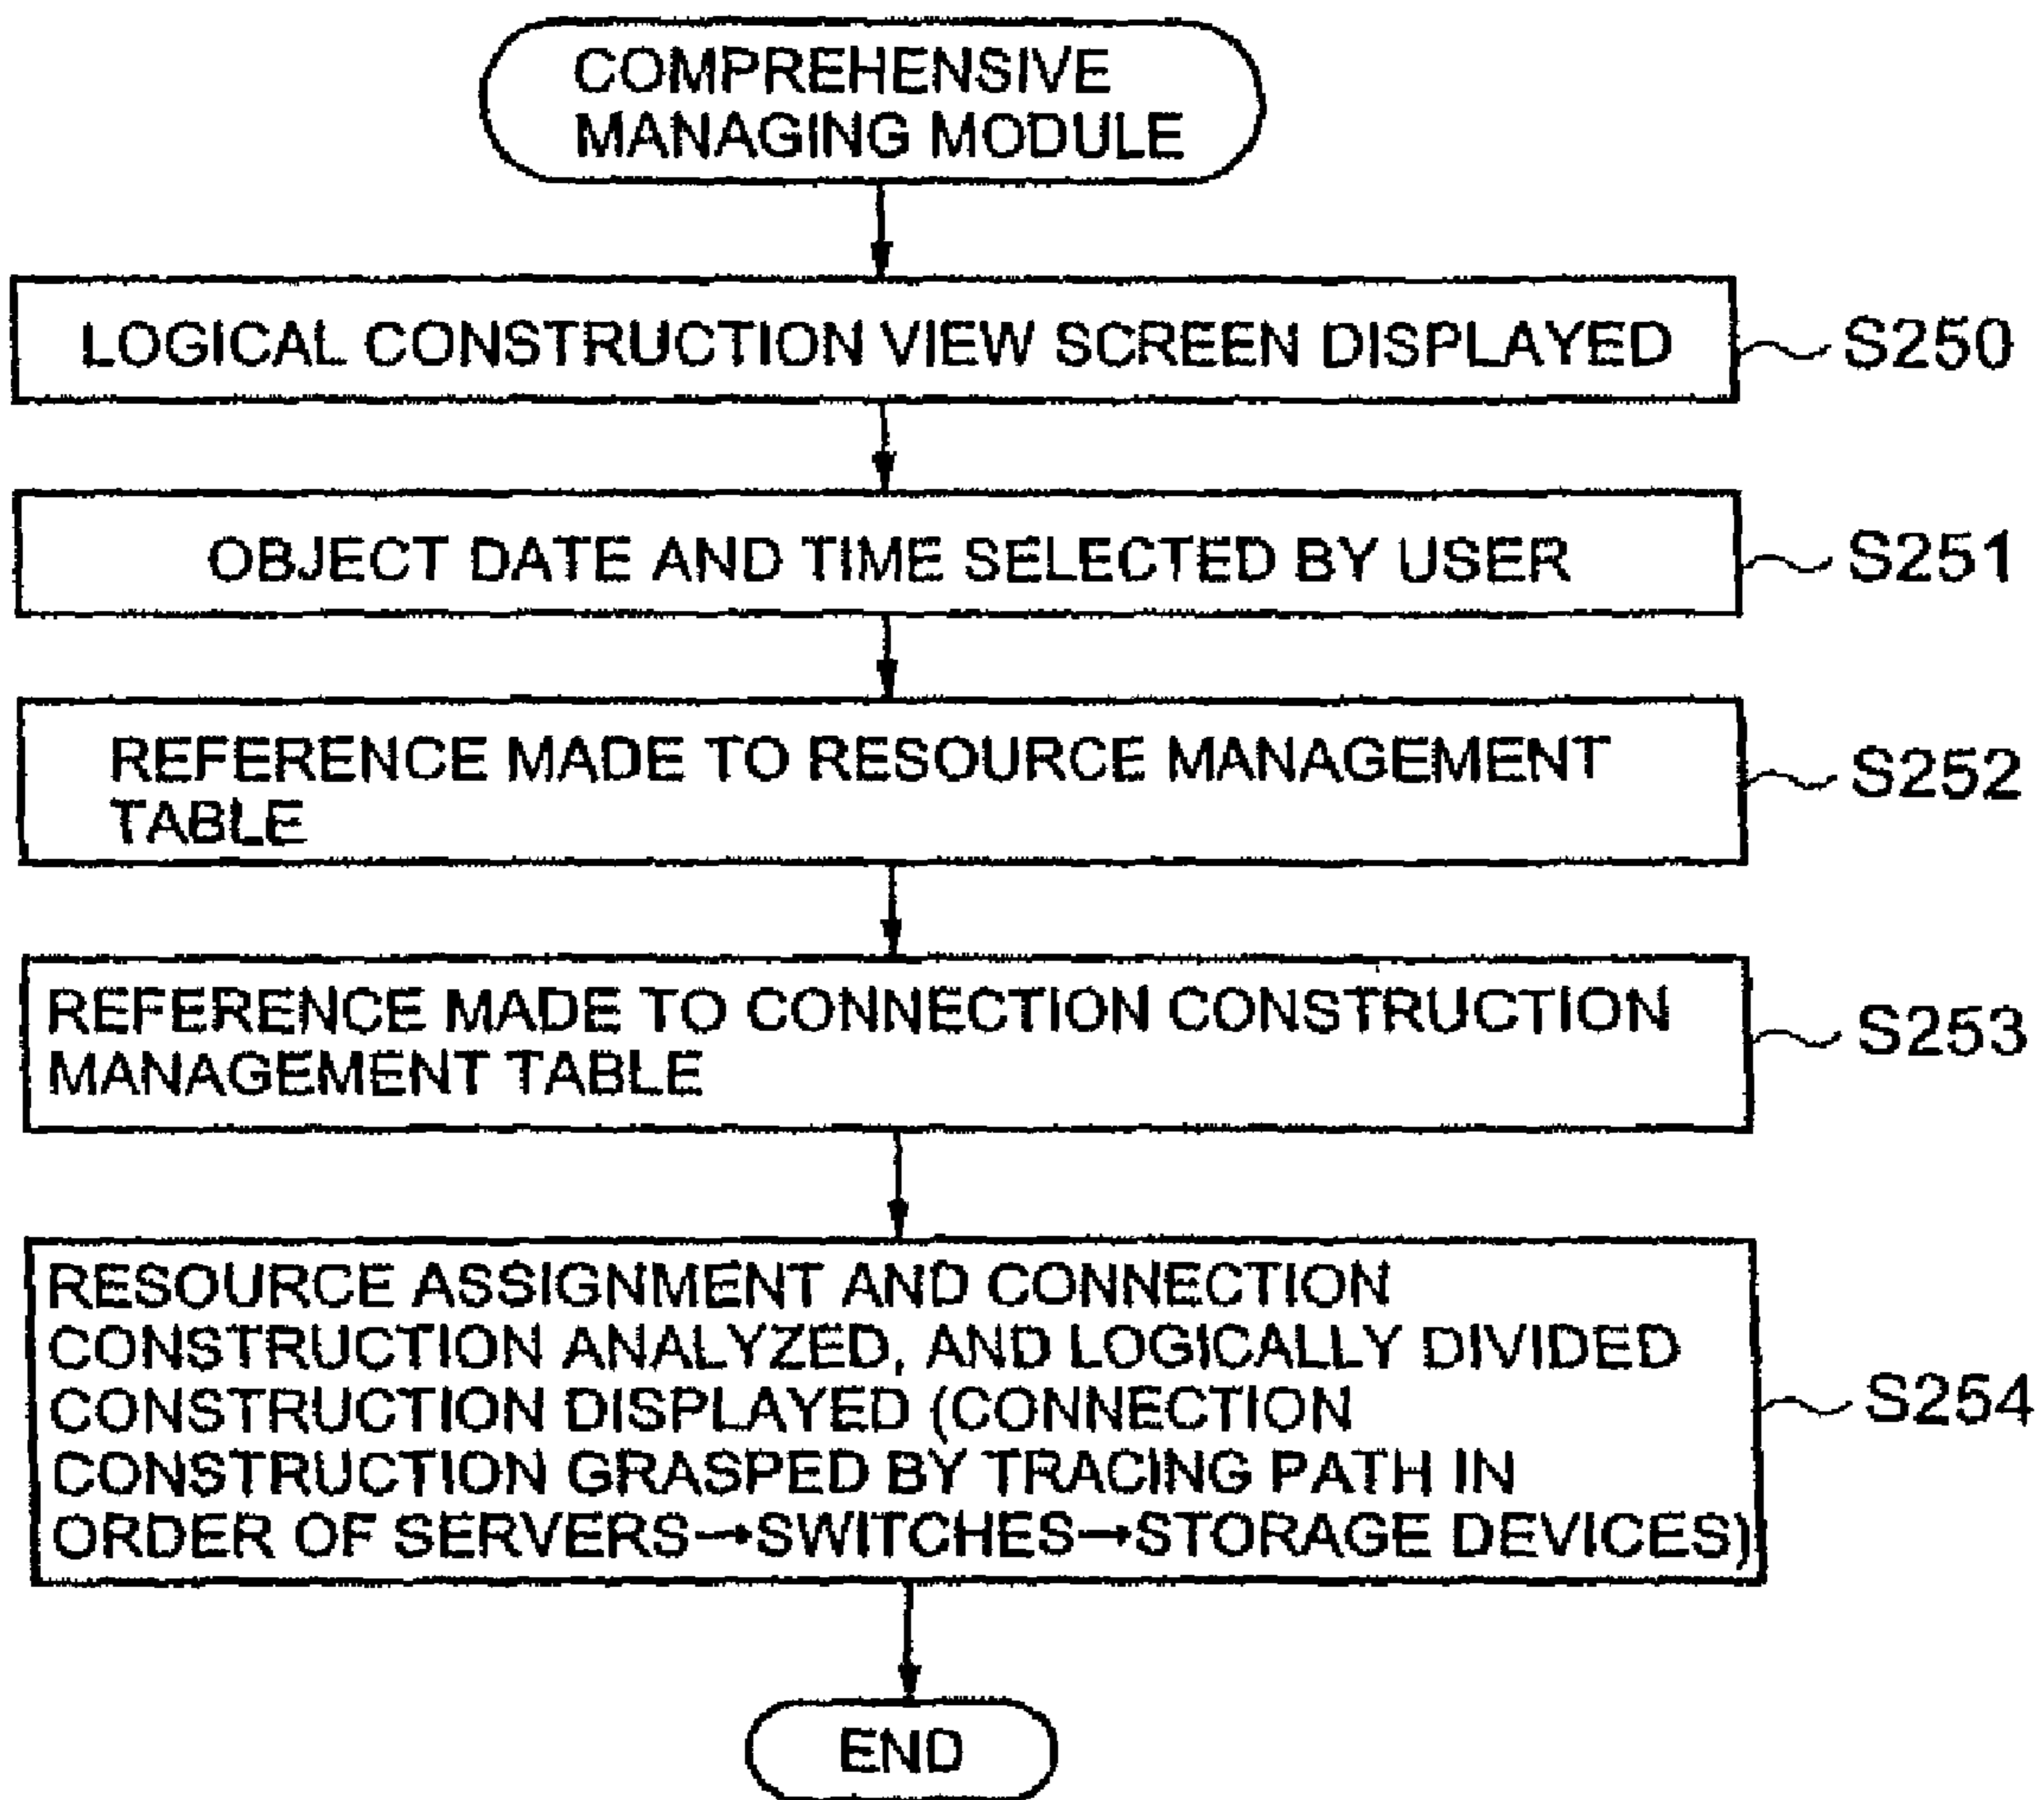 COMPREHENSIVE
MANAGING MODULE
LOGICAL CONSTRUCTION VIEW SCREEN DISPLAYED
S250
OBJECT DATE AND TIME SELECTED BY USER
S251
REFERENCE MADE TO RESOURCE MANAGEMENT
TABLE
S252
REFERENCE MADE TO CONNECTION CONSTRUCTION
MANAGEMENT TABLE
S253
RESOURCE ASSIGNMENT AND CONNECTION
CONSTRUCTION ANALYZED, AND LOGICALLY DIVIDED
CONSTRUCTION DISPLAYED (CONNECTION
CONSTRUCTION GRASPED BY TRACING PATH IN
ORDER OF SERVERS→SWITCHES→STORAGE DEVICES)
S254
END